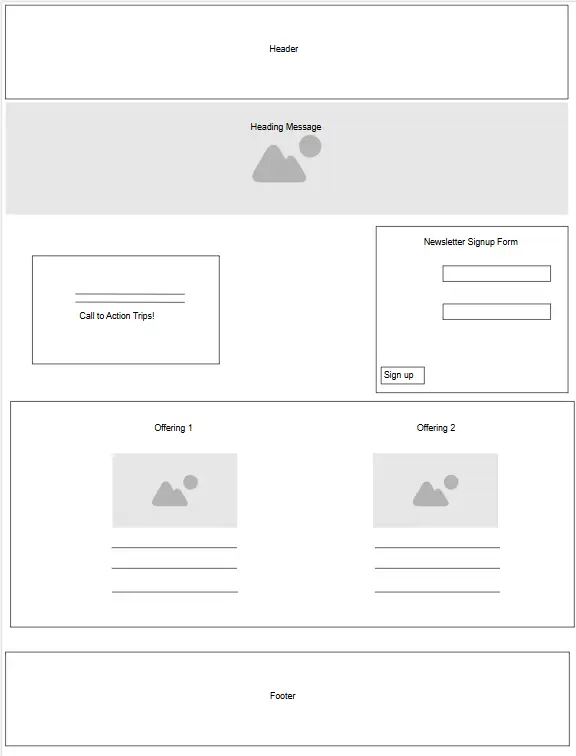 Header
Heading Message
Newsletter Signup Form
Call to Action Trips!
Sign up
Offering 1
Offering 2
Footer